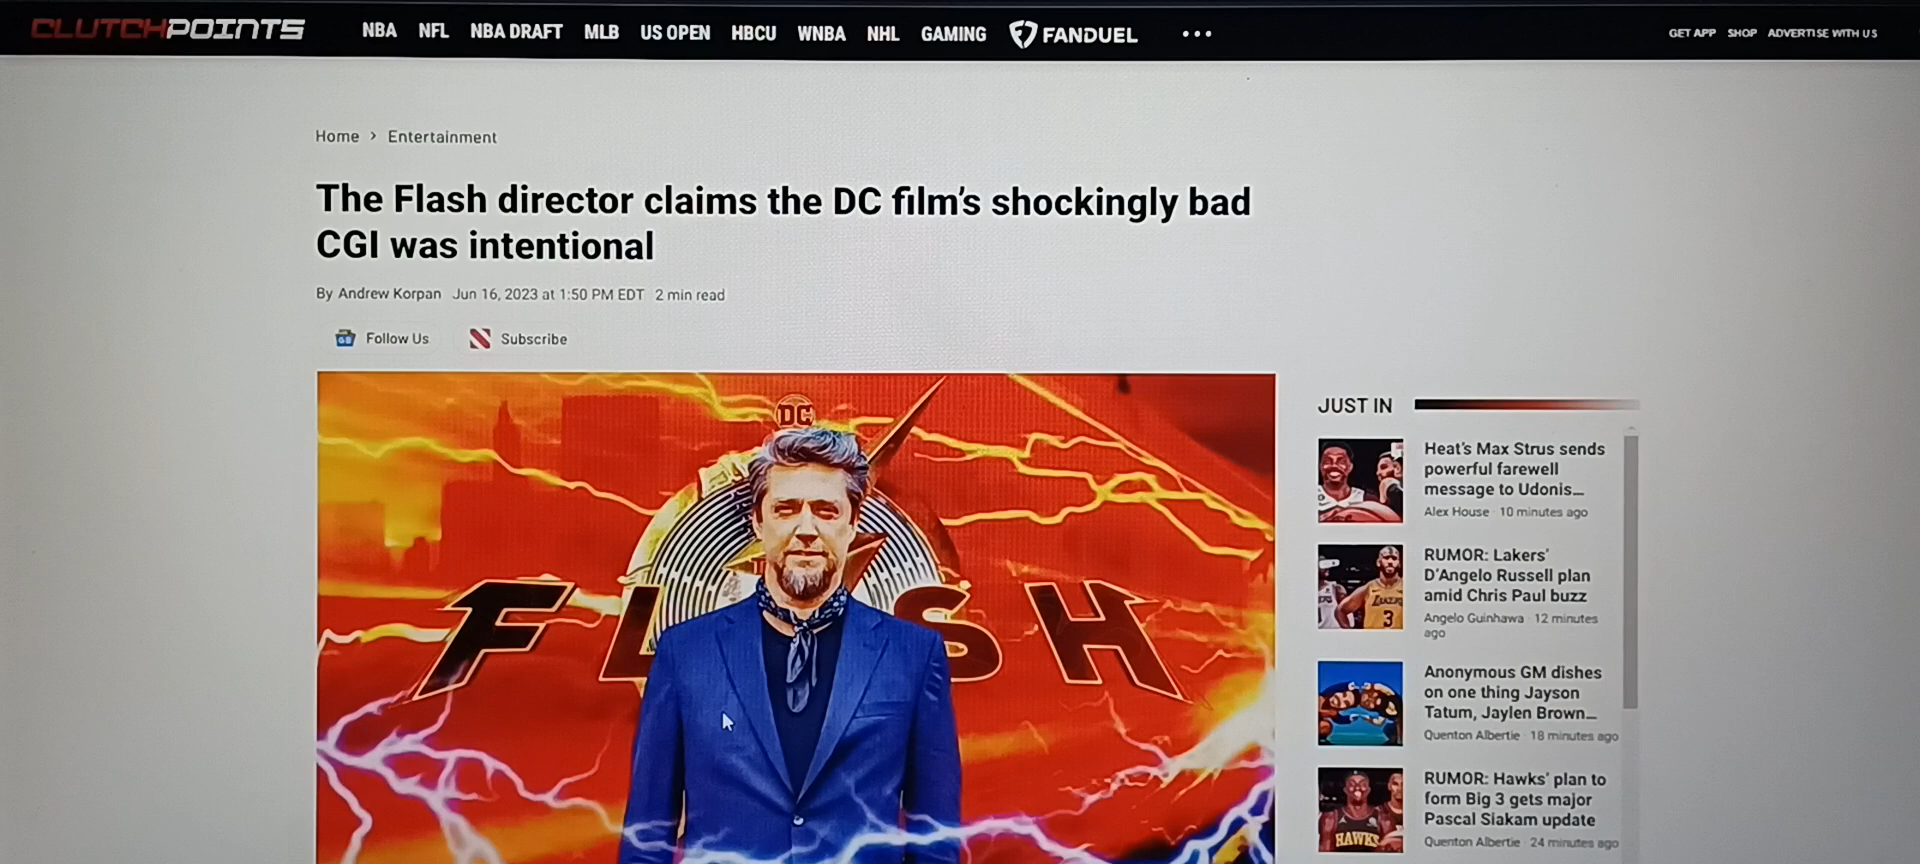 CLUTCHPOINTS NBA NFL NBA DRAFT MLB US OPEN HBCU WNBA NHL GAMING FANDUEL ••• GET APP SHOP ADVERTISE WITH US
Home > Entertainment
The Flash director claims the DC film's shockingly bad
CGI was intentional
By Andrew Korpan Jun 16, 2023 at 1:50 PM EDT 2 min read
Follow Us Subscribe
DC
FLASH
JUST IN
Heat's Max Strus sends
powerful farewell
message to Udonis...
Alex House · 10 minutes ago
RUMOR: Lakers'
D'Angelo Russell plan
amid Chris Paul buzz
Angelo Guinhawa · 12 minutes
ago
LAKERS
3
Anonymous GM dishes
on one thing Jayson
Tatum, Jaylen Brown...
Quenton Albertie · 18 minutes ago
RUMOR: Hawks' plan to
form Big 3 gets major
Pascal Siakam update
Quenton Albertie · 24 minutes ago
HAWKS